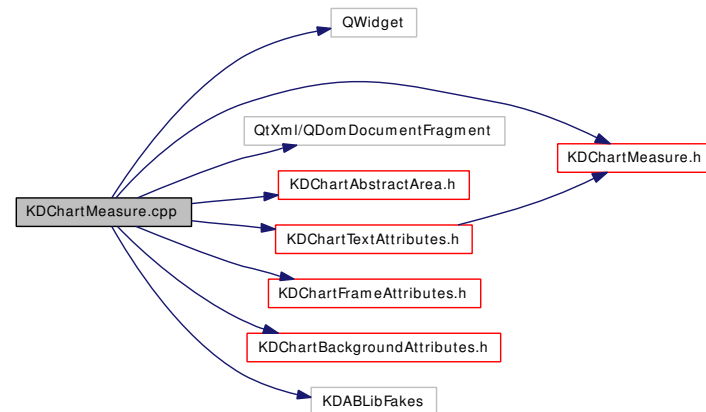 QWidget
QtXml/QDomDocumentFragment
KDChartMeasure.h
KDChartAbstractArea.h
KDChartMeasure.cpp
KDChartTextAttributes.h
KDChartFrameAttributes.h
KDChartBackgroundAttributes.h
KDABLibFakes